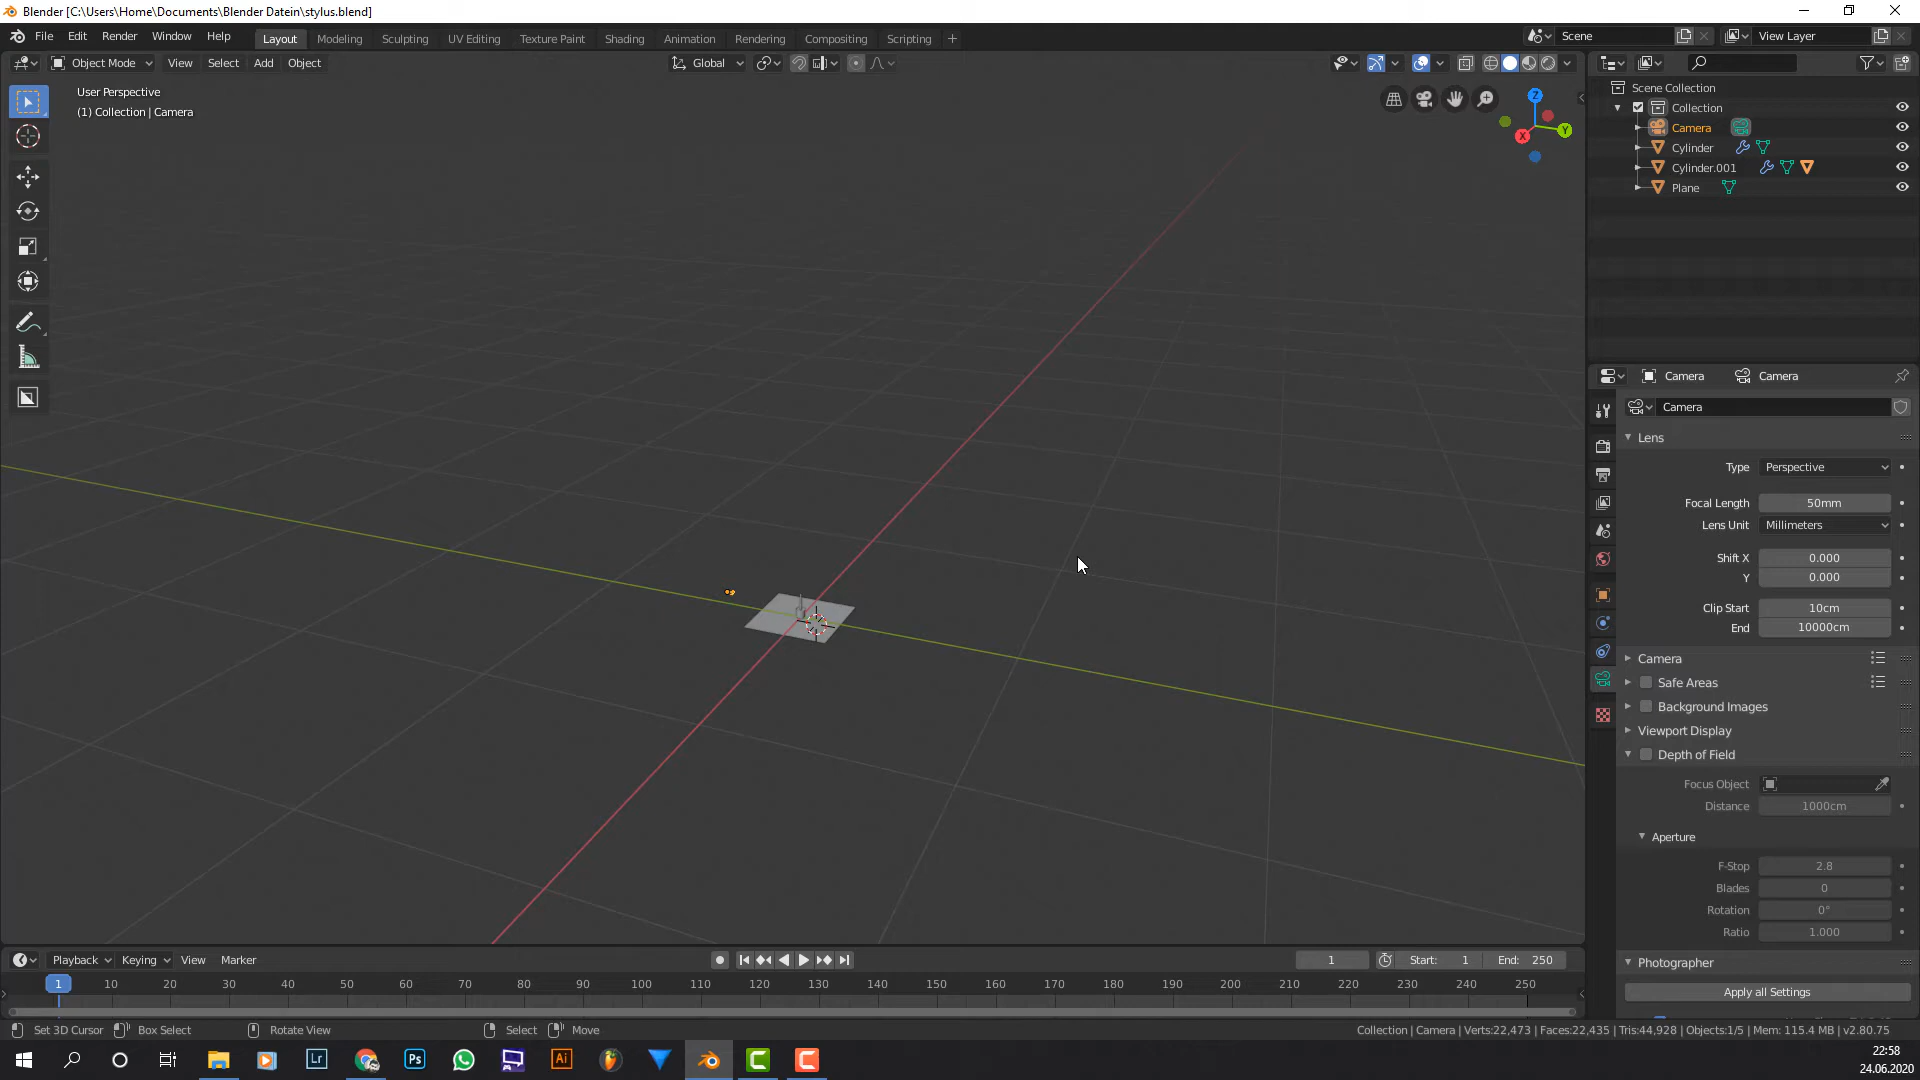 Blender [C:\Users\Home\Documents\Blender Datein\stylus.blend]
File Edit Render Window Help
Layout Modeling Sculpting UV Editing Texture Paint Shading Animation Rendering Compositing Scripting +
Scene View Layer
Object Mode View Select Add Object Global
User Perspective
(1) Collection | Camera
Z
Y
X
Scene Collection
Collection
Camera
Cylinder
Cylinder.001
Plane
Camera Camera
Camera
Lens
Type Perspective
Focal Length 50mm
Lens Unit Millimeters
Shift X 0.000
Y 0.000
Clip Start 10cm
End 10000cm
Camera
Safe Areas
Background Images
Viewport Display
Depth of Field
Focus Object
Distance 1000cm
Aperture
F-Stop 2.8
Blades 0
Rotation 0°
Ratio 1.000
Photographer
Apply all Settings
Playback Keying View Marker 1 Start: 1 End: 250
1 10 20 30 40 50 60 70 80 90 100 110 120 130 140 150 160 170 180 190 200 210 220 230 240 250
Set 3D Cursor Box Select Rotate View Select Move Collection | Camera | Verts:22,473 | Faces:22,435 | Tris:44,928 | Objects:1/5 | Mem: 115.4 MB | v2.80.75
Lr Ps Ai
22:58
24.06.2020